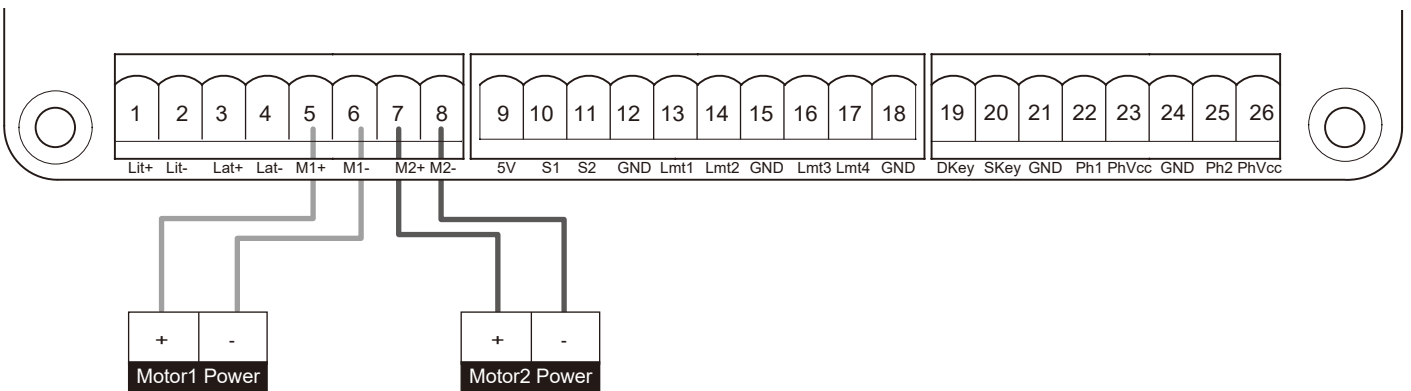 1 2 3 4 5 6 7 8 9 10 11 12 13 14 15 16 17 18 19 20 21 22 23 24 25 26
Lit+ Lit- Lat+ Lat- M1+ M1- M2+ M2- 5V S1 S2 GND Lmt1 Lmt2 GND Lmt3 Lmt4 GND DKey SKey GND Ph1 PhVcc GND Ph2 PhVcc
+ - + -
Motor1 Power Motor2 Power